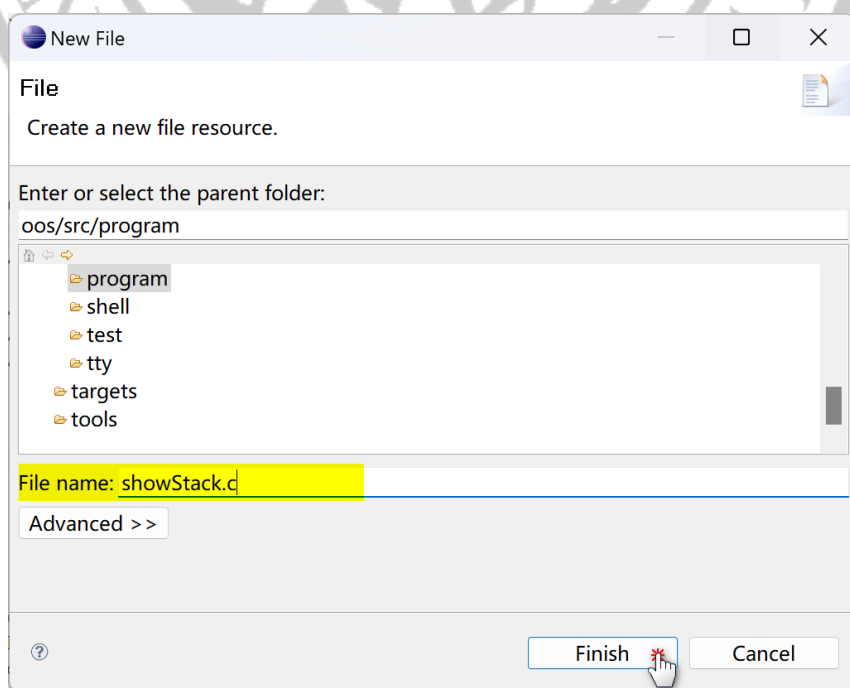 New File
File
Create a new file resource.
Enter or select the parent folder:
oos/src/program
program
shell
test
tty
targets
tools
File name: showStack.c
Advanced >>
?
Finish
Cancel